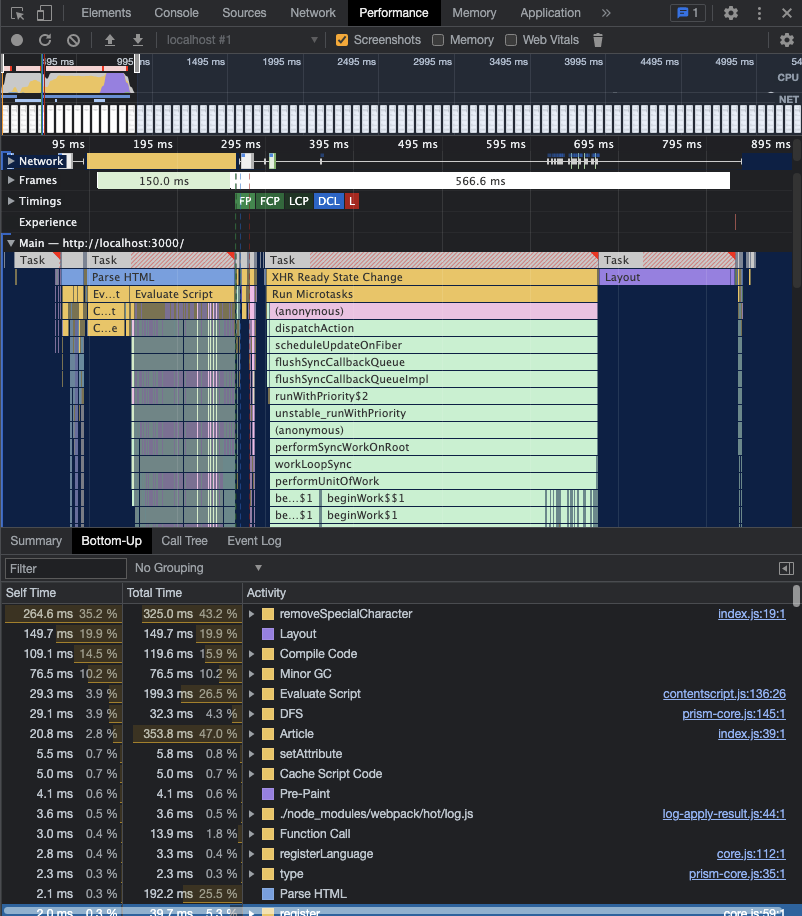 Elements Console Sources Network Performance Memory Application » 1
localhost #1 Screenshots Memory Web Vitals
495 ms 995 ms 1495 ms 1995 ms 2495 ms 2995 ms 3495 ms 3995 ms 4495 ms 4995 ms 54
CPU
NET
95 ms 195 ms 295 ms 395 ms 495 ms 595 ms 695 ms 795 ms 895 ms
Network
Frames 150.0 ms 566.6 ms
Timings FP FCP LCP DCL L
Experience
Main — http://localhost:3000/
Task Task Task Task
Parse HTML XHR Ready State Change Layout
Ev…t Evaluate Script Run Microtasks
C…t (anonymous)
C…e dispatchAction
scheduleUpdateOnFiber
flushSyncCallbackQueue
flushSyncCallbackQueueImpl
runWithPriority$2
unstable_runWithPriority
(anonymous)
performSyncWorkOnRoot
workLoopSync
performUnitOfWork
be…$1 beginWork$$1
be…$1 beginWork$1
Summary Bottom-Up Call Tree Event Log
Filter No Grouping
Self Time Total Time Activity
264.6 ms 35.2 % 325.0 ms 43.2 % removeSpecialCharacter index.js:19:1
149.7 ms 19.9 % 149.7 ms 19.9 % Layout
109.1 ms 14.5 % 119.6 ms 15.9 % Compile Code
76.5 ms 10.2 % 76.5 ms 10.2 % Minor GC
29.3 ms 3.9 % 199.3 ms 26.5 % Evaluate Script contentscript.js:136:26
29.1 ms 3.9 % 32.3 ms 4.3 % DFS prism-core.js:145:1
20.8 ms 2.8 % 353.8 ms 47.0 % Article index.js:39:1
5.5 ms 0.7 % 5.8 ms 0.8 % setAttribute
5.0 ms 0.7 % 5.0 ms 0.7 % Cache Script Code
4.1 ms 0.6 % 4.1 ms 0.6 % Pre-Paint
3.6 ms 0.5 % 3.6 ms 0.5 % ./node_modules/webpack/hot/log.js log-apply-result.js:44:1
3.0 ms 0.4 % 13.9 ms 1.8 % Function Call
2.8 ms 0.4 % 3.3 ms 0.4 % registerLanguage core.js:112:1
2.3 ms 0.3 % 2.3 ms 0.3 % type prism-core.js:35:1
2.1 ms 0.3 % 192.2 ms 25.5 % Parse HTML
2.0 ms 0.3 % 39.7 ms 5.3 % register core.js:59:1